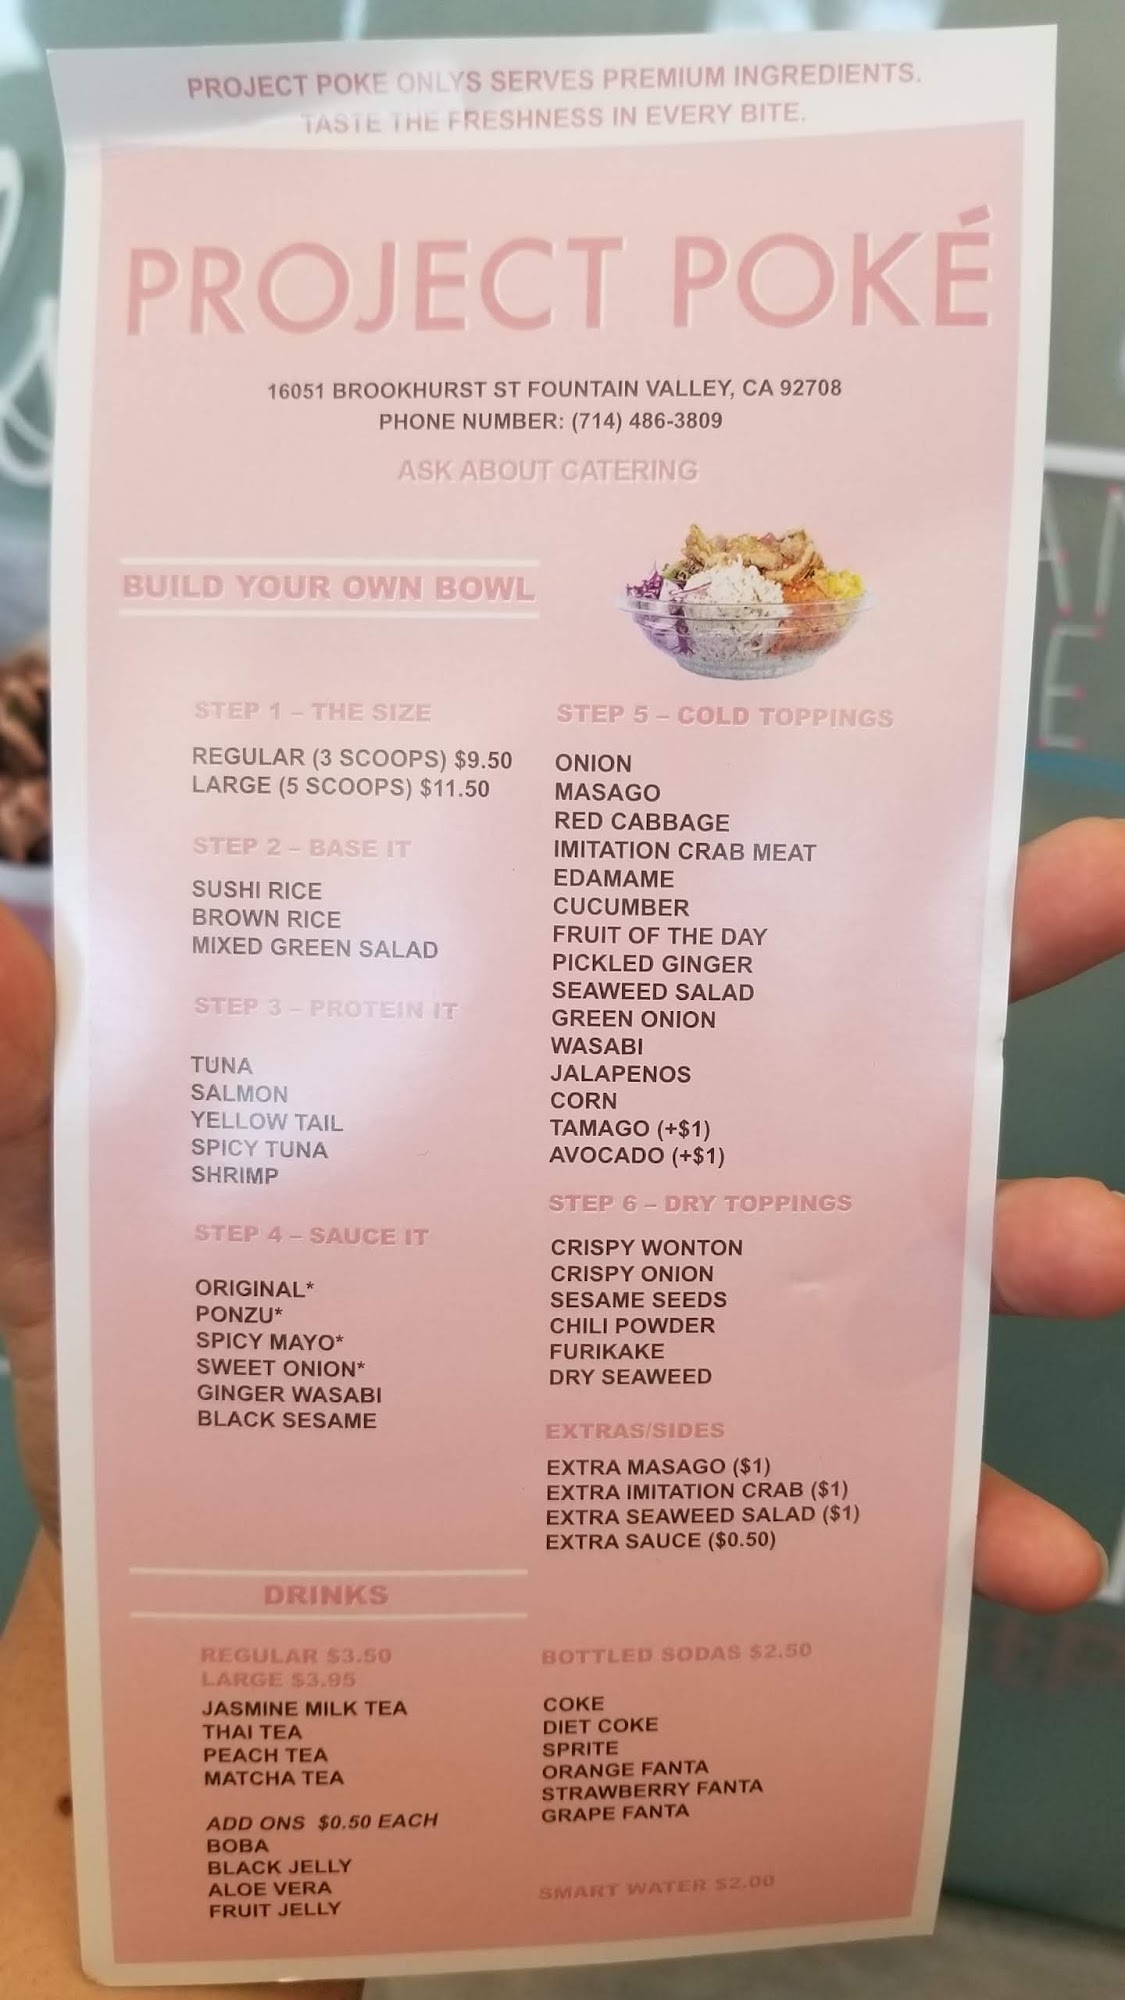 PROJECT POKE ONLYS SERVES PREMIUM INGREDIENTS.
TASTE THE FRESHNESS IN EVERY BITE.
PROJECT POKÉ
16051 BROOKHURST ST FOUNTAIN VALLEY, CA 92708
PHONE NUMBER: (714) 486-3809
ASK ABOUT CATERING
BUILD YOUR OWN BOWL
STEP 1 – THE SIZE
REGULAR (3 SCOOPS) $9.50
LARGE (5 SCOOPS) $11.50
STEP 2 – BASE IT
SUSHI RICE
BROWN RICE
MIXED GREEN SALAD
STEP 3 – PROTEIN IT
TUNA
SALMON
YELLOW TAIL
SPICY TUNA
SHRIMP
STEP 4 – SAUCE IT
ORIGINAL*
PONZU*
SPICY MAYO*
SWEET ONION*
GINGER WASABI
BLACK SESAME
STEP 5 – COLD TOPPINGS
ONION
MASAGO
RED CABBAGE
IMITATION CRAB MEAT
EDAMAME
CUCUMBER
FRUIT OF THE DAY
PICKLED GINGER
SEAWEED SALAD
GREEN ONION
WASABI
JALAPENOS
CORN
TAMAGO (+$1)
AVOCADO (+$1)
STEP 6 – DRY TOPPINGS
CRISPY WONTON
CRISPY ONION
SESAME SEEDS
CHILI POWDER
FURIKAKE
DRY SEAWEED
EXTRAS/SIDES
EXTRA MASAGO ($1)
EXTRA IMITATION CRAB ($1)
EXTRA SEAWEED SALAD ($1)
EXTRA SAUCE ($0.50)
DRINKS
REGULAR $3.50
LARGE $3.95
JASMINE MILK TEA
THAI TEA
PEACH TEA
MATCHA TEA
ADD ONS $0.50 EACH
BOBA
BLACK JELLY
ALOE VERA
FRUIT JELLY
BOTTLED SODAS $2.50
COKE
DIET COKE
SPRITE
ORANGE FANTA
STRAWBERRY FANTA
GRAPE FANTA
SMART WATER $2.00